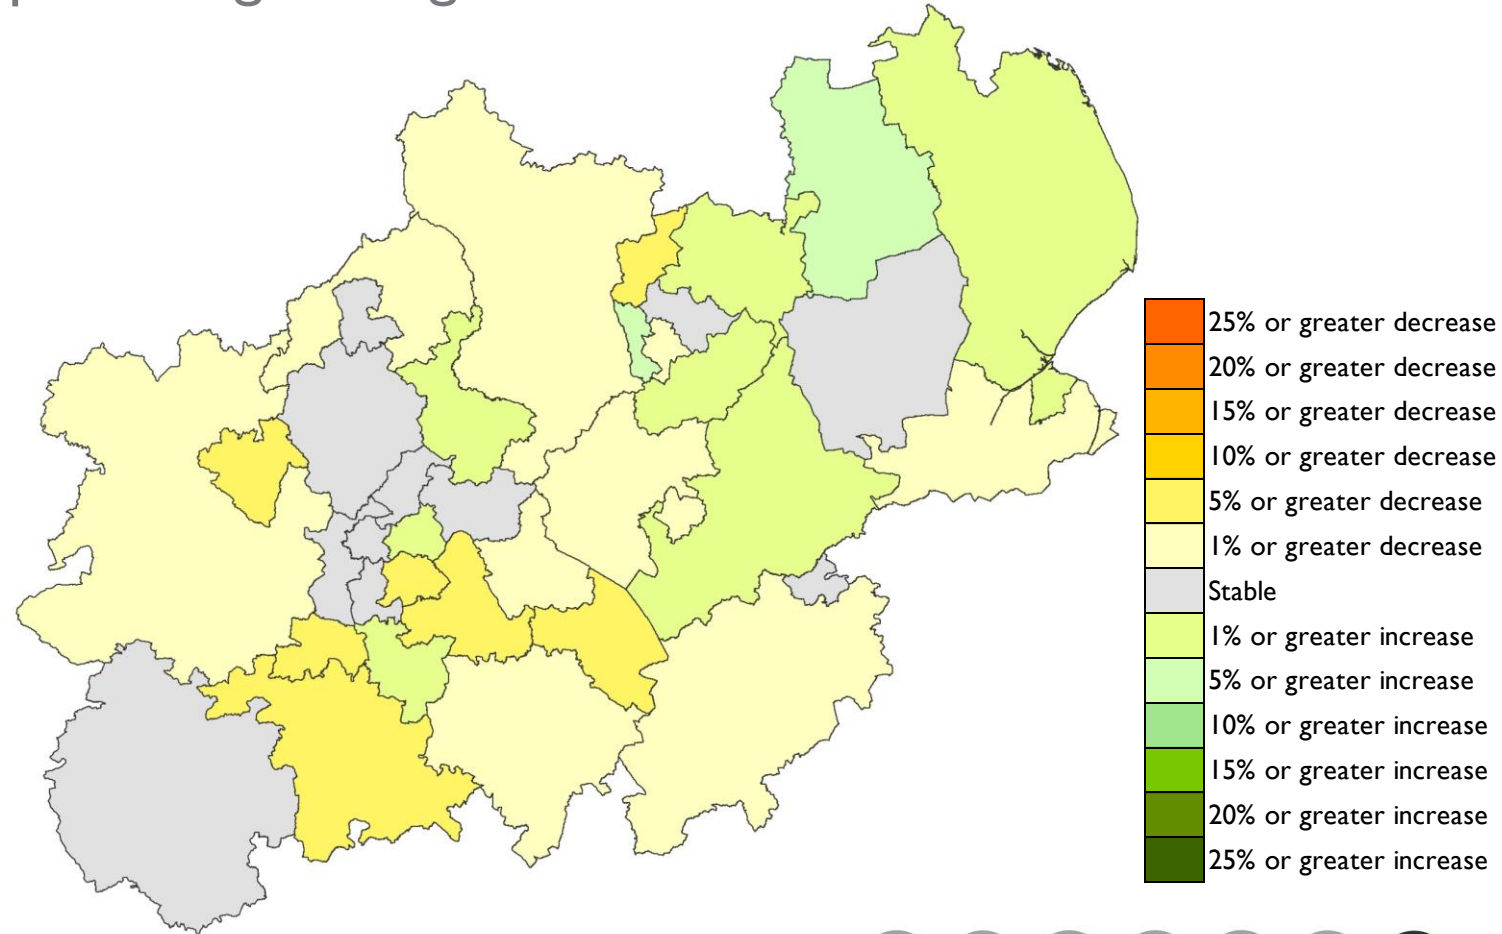 25% or greater decrease
20% or greater decrease
15% or greater decrease
10% or greater decrease
5% or greater decrease
1% or greater decrease
Stable
1% or greater increase
5% or greater increase
10% or greater increase
15% or greater increase
20% or greater increase
25% or greater increase